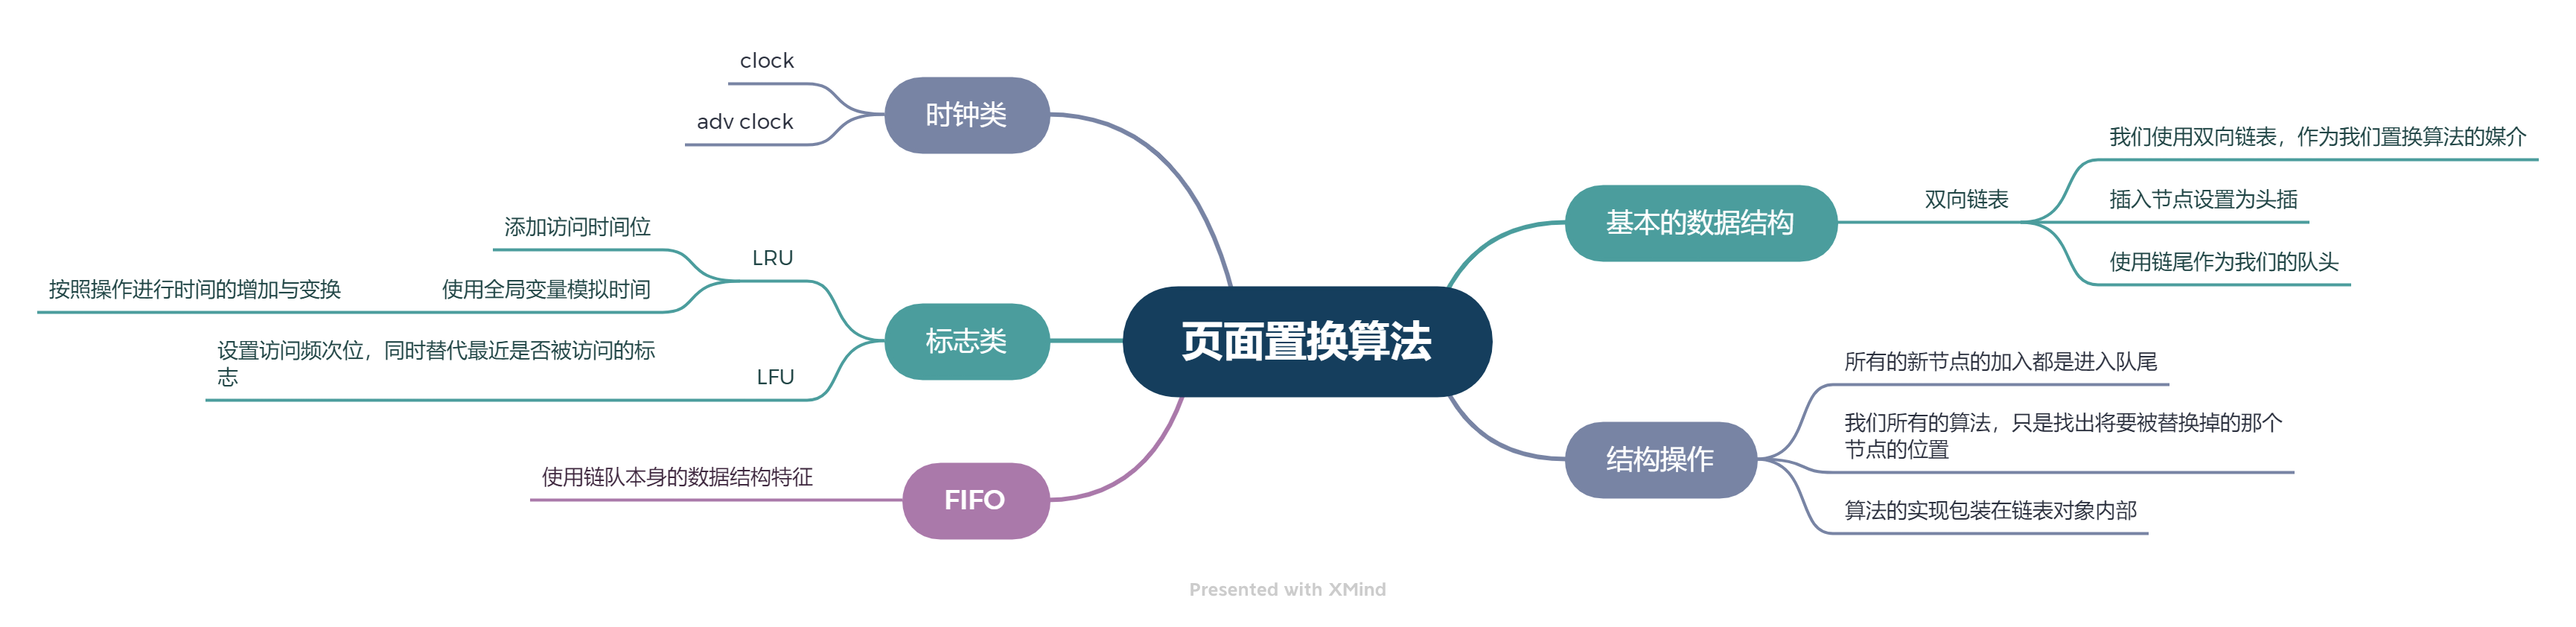 页面置换算法
基本的数据结构
双向链表
我们使用双向链表，作为我们置换算法的媒介
插入节点设置为头插
使用链尾作为我们的队头
结构操作
所有的新节点的加入都是进入队尾
我们所有的算法，只是找出将要被替换掉的那个
节点的位置
算法的实现包装在链表对象内部
时钟类
clock
adv clock
标志类
LRU
添加访问时间位
使用全局变量模拟时间
按照操作进行时间的增加与变换
LFU
设置访问频次位，同时替代最近是否被访问的标
志
FIFO
使用链队本身的数据结构特征
Presented with XMind